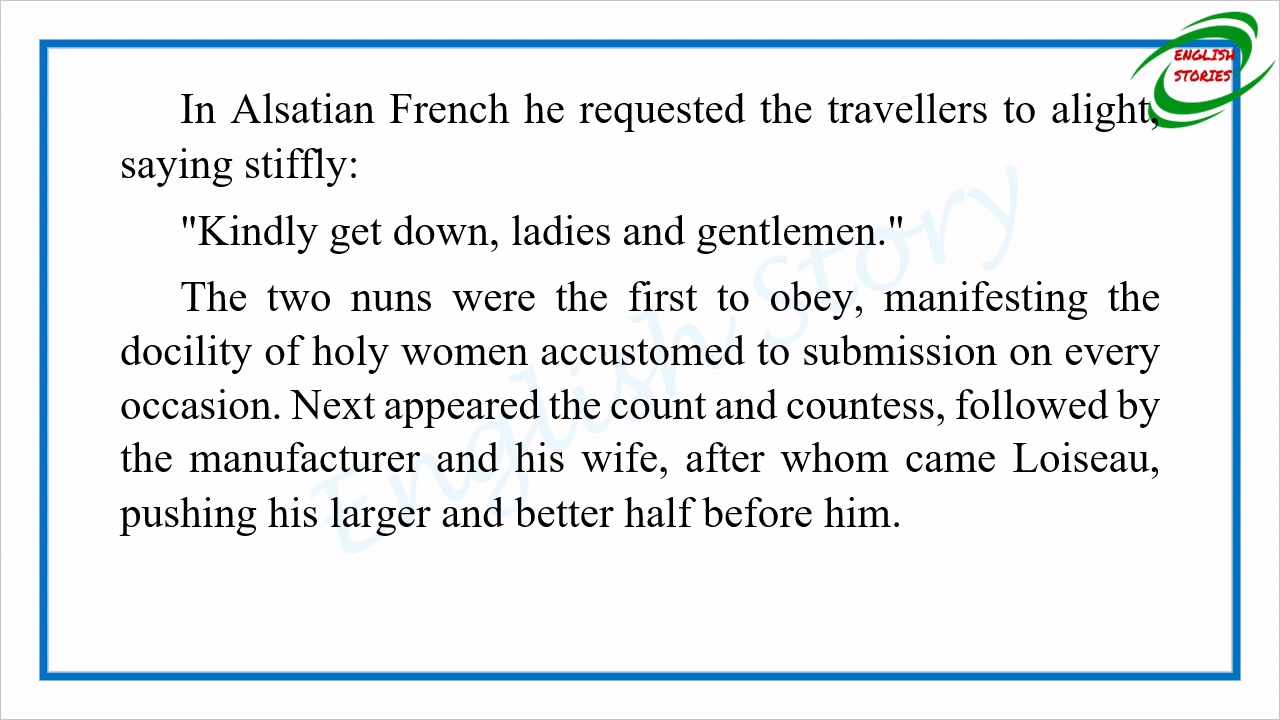 ENGLISH
STORIES
In Alsatian French he requested the travellers to alight,
saying stiffly:
"Kindly get down, ladies and gentlemen."
The two nuns were the first to obey, manifesting the
docility of holy women accustomed to submission on every
occasion. Next appeared the count and countess, followed by
the manufacturer and his wife, after whom came Loiseau,
pushing his larger and better half before him.
English Story